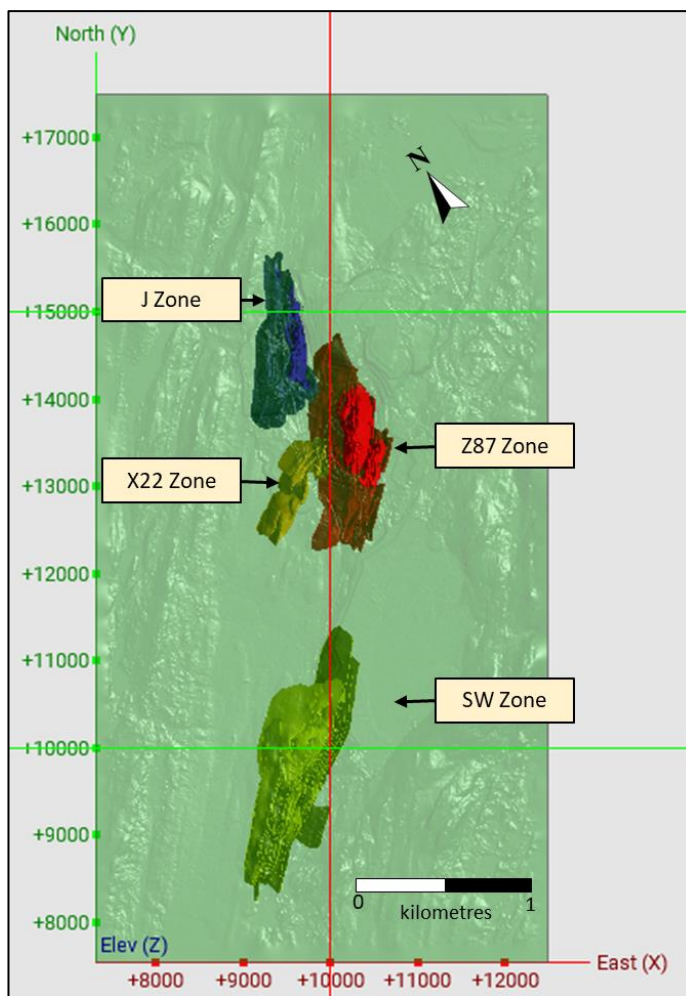 North (Y)
+17000
N
+16000
J Zone
+15000
+14000
Z87 Zone
X22 Zone
+13000
+12000
+11000
SW Zone
+10000
+9000
0 1
kilometres
+8000
Elev (Z)
East (X)
+8000 +9000 +10000 +11000 +12000